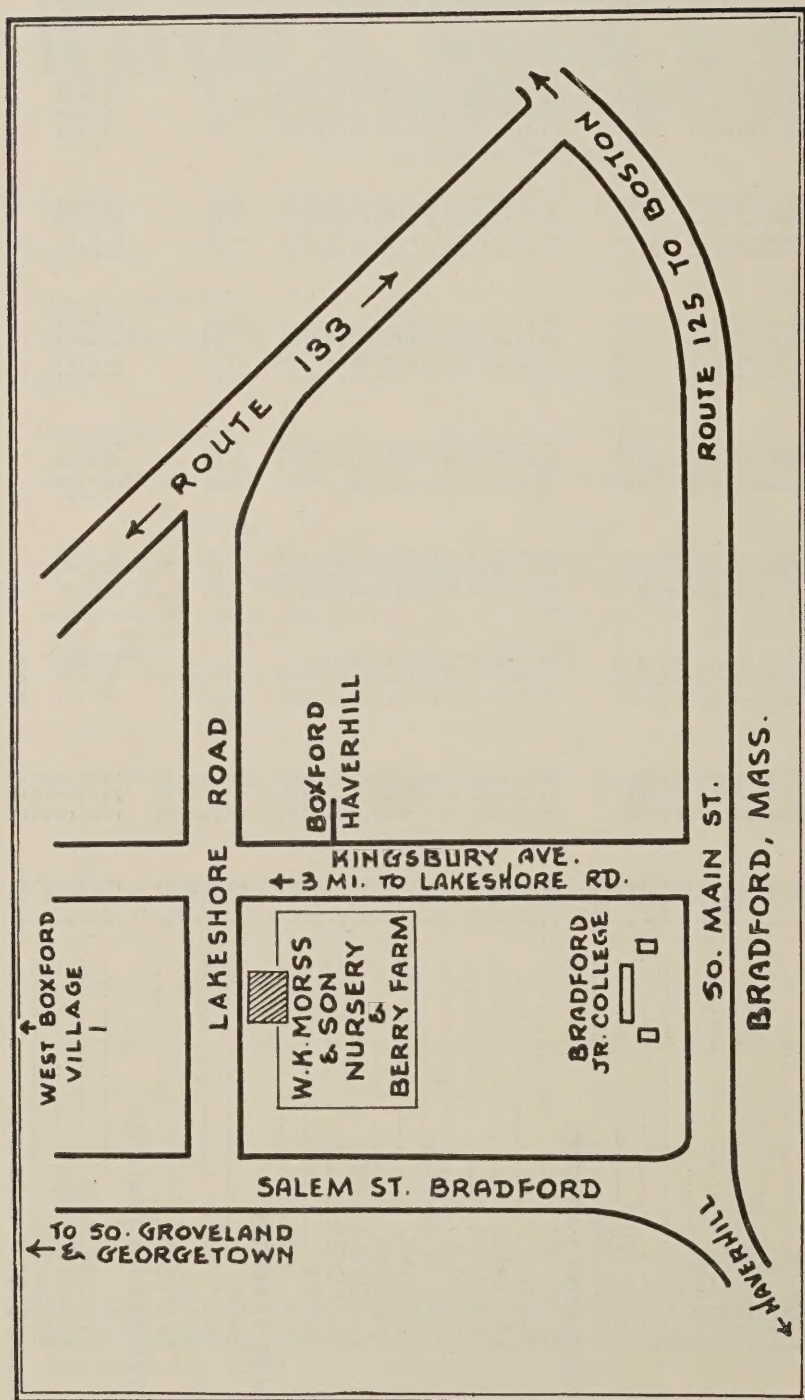 ← ROUTE 133 →
ROUTE 125 TO BOSTON
LAKESHORE ROAD
BOXFORD
HAVERHILL
KINGSBURY AVE.
← 3 MI. TO LAKESHORE RD.
WEST BOXFORD
VILLAGE
W.K. MORSS
& SON
NURSERY
&
BERRY FARM
BRADFORD
JR. COLLEGE
SO. MAIN ST.
BRADFORD, MASS.
SALEM ST. BRADFORD
TO SO. GROVELAND
& GEORGETOWN
HAVERHILL